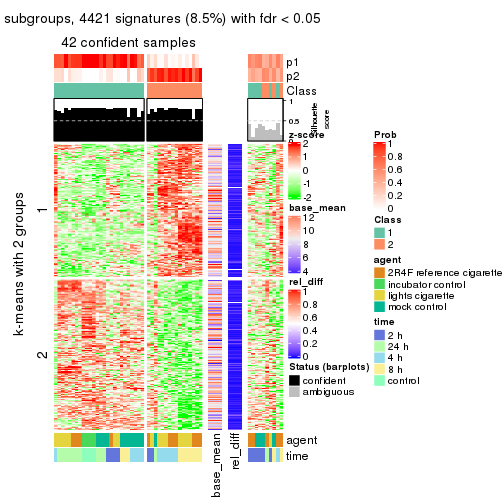 subgroups, 4421 signatures (8.5%) with fdr < 0.05
42 confident samples
p1
p2
Class
1
0.5
0
Silhouette
score
k-means with 2 groups
1
2
base_mean
rel_diff
agent
time
z-score
2
1
0
-1
-2
base_mean
12
10
8
6
4
rel_diff
1
0.8
0.6
0.4
0.2
0
Status (barplots)
confident
ambiguous
Prob
1
0.8
0.6
0.4
0.2
0
Class
1
2
agent
2R4F reference cigarette
incubator control
lights cigarette
mock control
time
2 h
24 h
4 h
8 h
control